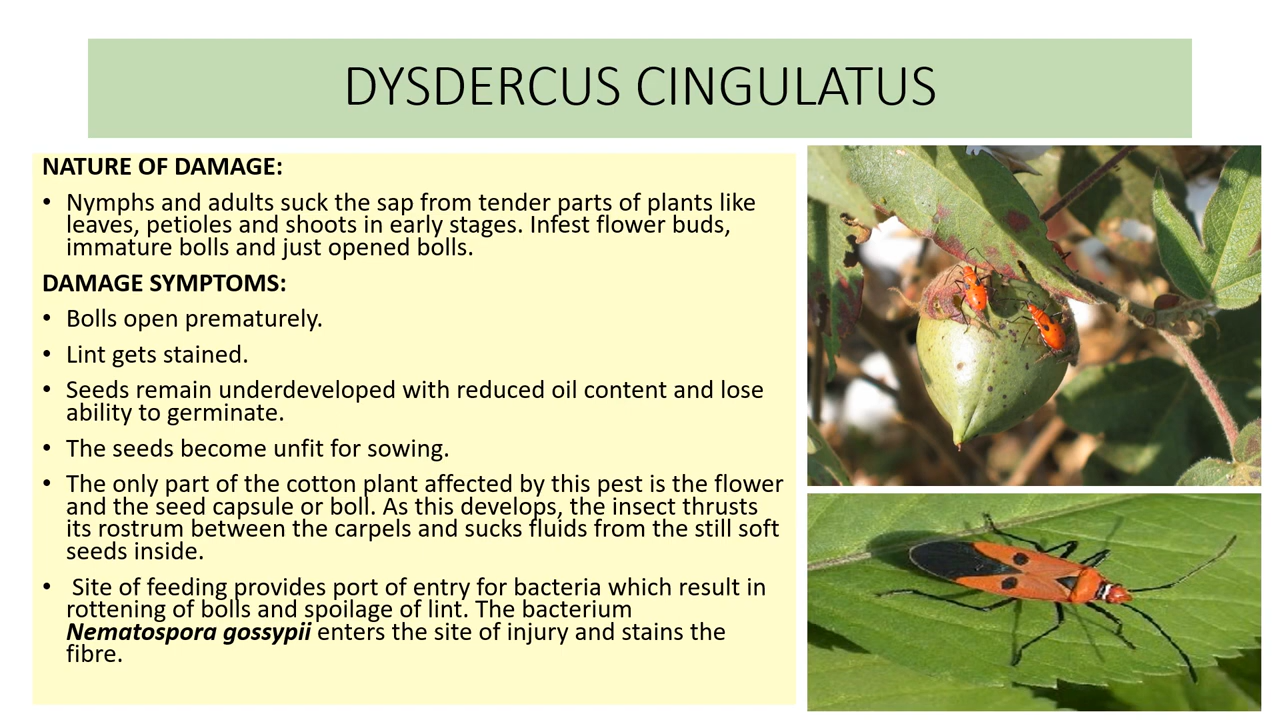 DYSDERCUS CINGULATUS
NATURE OF DAMAGE:
• Nymphs and adults suck the sap from tender parts of plants like
leaves, petioles and shoots in early stages. Infest flower buds,
immature bolls and just opened bolls.
DAMAGE SYMPTOMS:
• Bolls open prematurely.
• Lint gets stained.
• Seeds remain underdeveloped with reduced oil content and lose
ability to germinate.
• The seeds become unfit for sowing.
• The only part of the cotton plant affected by this pest is the flower
and the seed capsule or boll. As this develops, the insect thrusts
its rostrum between the carpels and sucks fluids from the still soft
seeds inside.
• Site of feeding provides port of entry for bacteria which result in
rottening of bolls and spoilage of lint. The bacterium
Nematospora gossypii enters the site of injury and stains the
fibre.